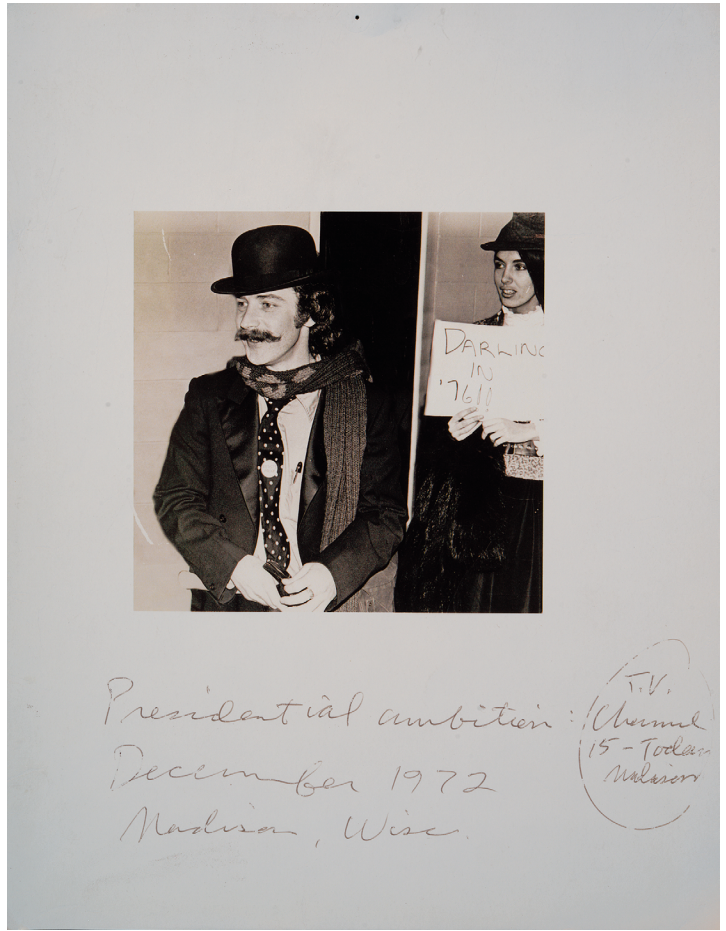 DARLING
IN
'76!!
Presidential ambition:
December 1972
Madison, Wisc.
T.V.
Channel
15 - Today
Madison